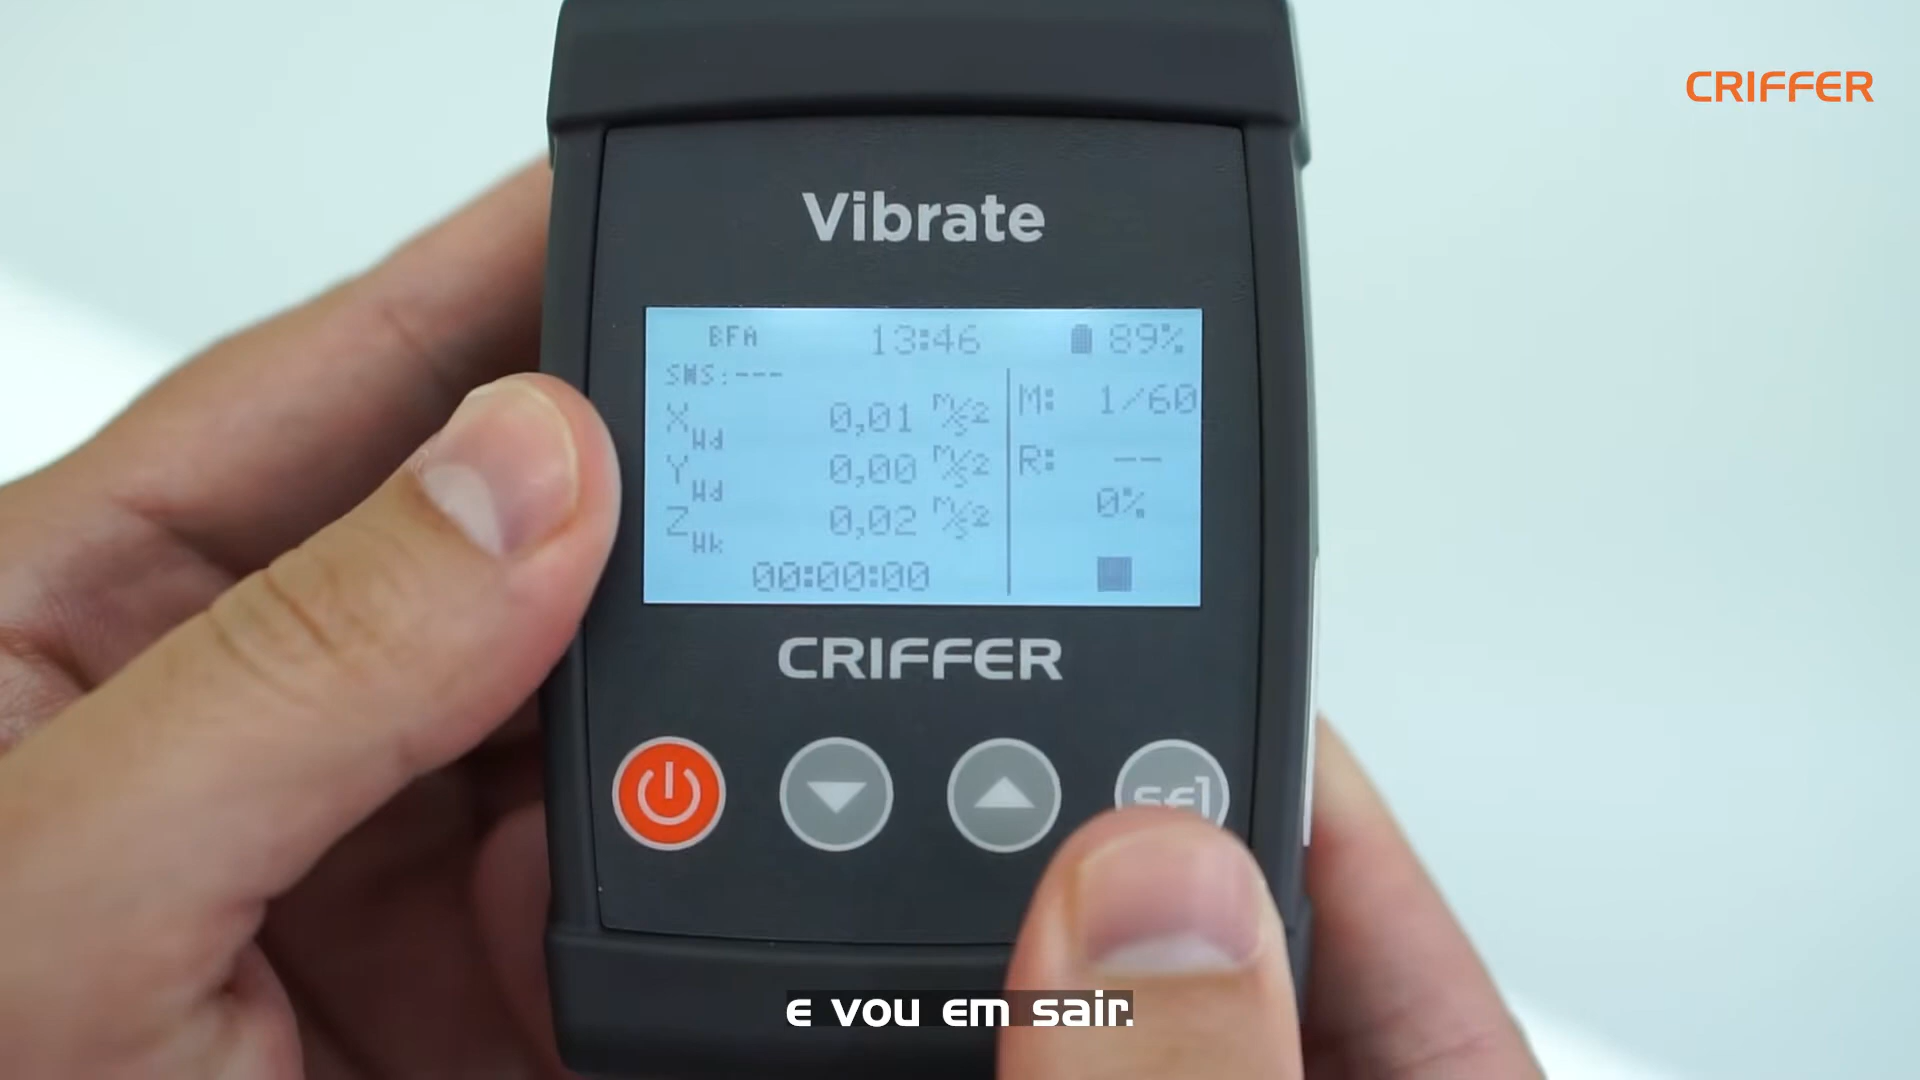 CRIFFER
Vibrate
BFA 13:46 89%
SWS:---
M: 1/60
X Wd 0,01 m/s2
R: --
Y Wd 0,00 m/s2
0%
Z Wk 0,02 m/s2
00:00:00
CRIFFER
sel
e vou em sair.